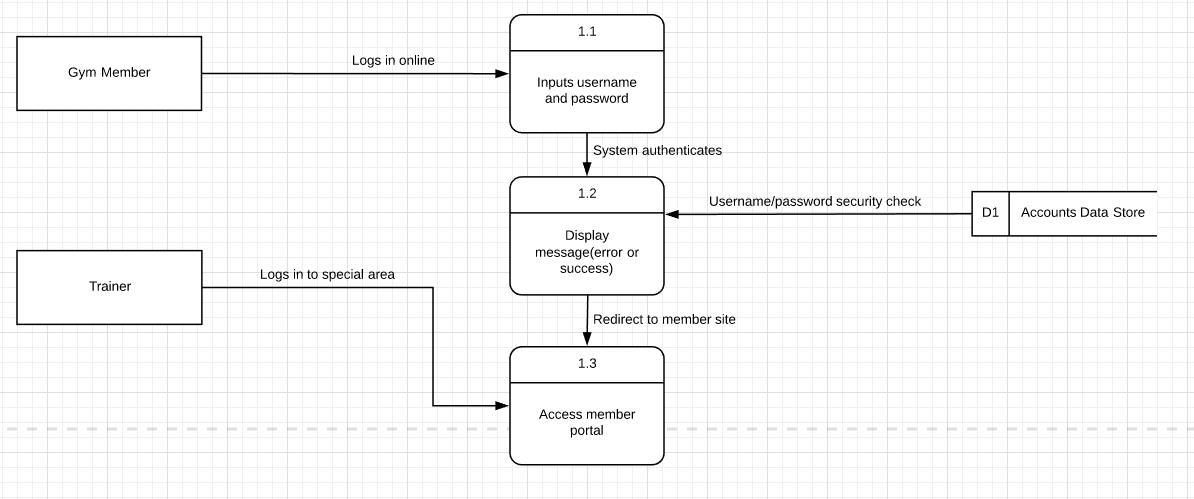 1.1
Gym Member
Logs in online
Inputs username
and password
System authenticates
1.2
Username/password security check
D1
Accounts Data Store
Display
message(error or
success)
Trainer
Logs in to special area
Redirect to member site
1.3
Access member
portal